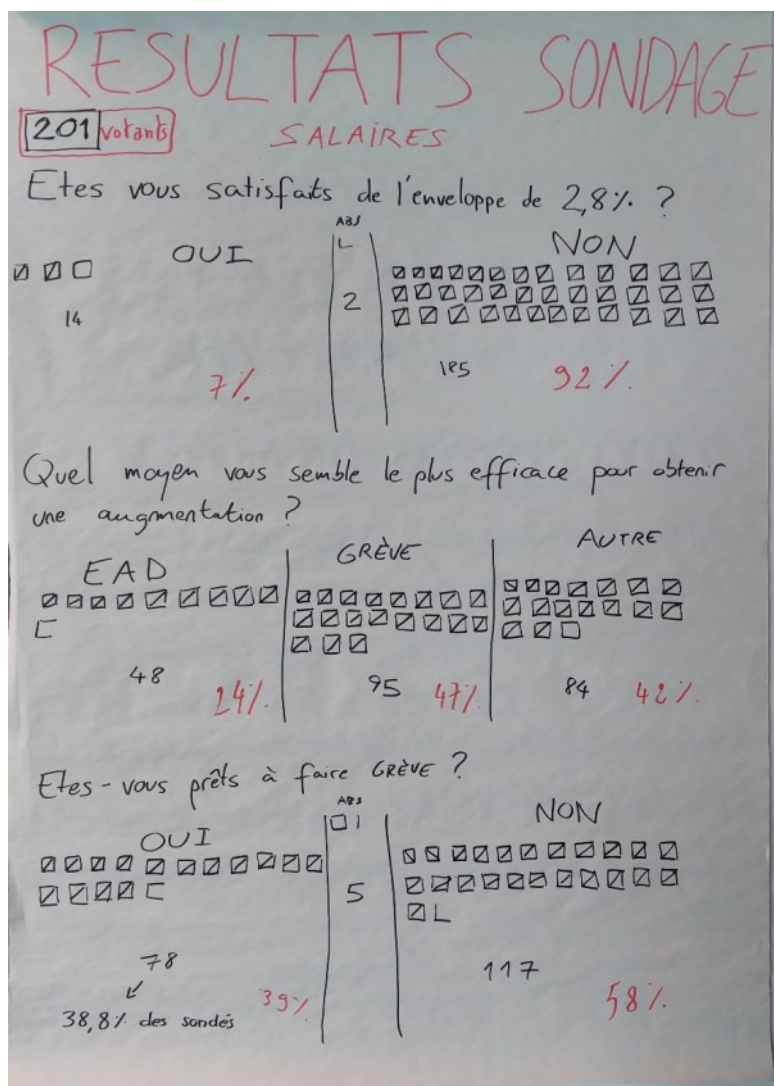 RESULTATS SONDAGE
201 votants
SALAIRES
Etes vous satisfaits de l'enveloppe de 2,8% ?
OUI
ABS
NON
14
2
185
7%
92%
Quel moyen vous semble le plus efficace pour obtenir
une augmentation ?
EAD
GRÈVE
AUTRE
48
24%
95
47%
84
42%
Etes-vous prêts à faire GRÈVE ?
OUI
ABS
NON
78
5
117
38,8% des sondés
39%
58%